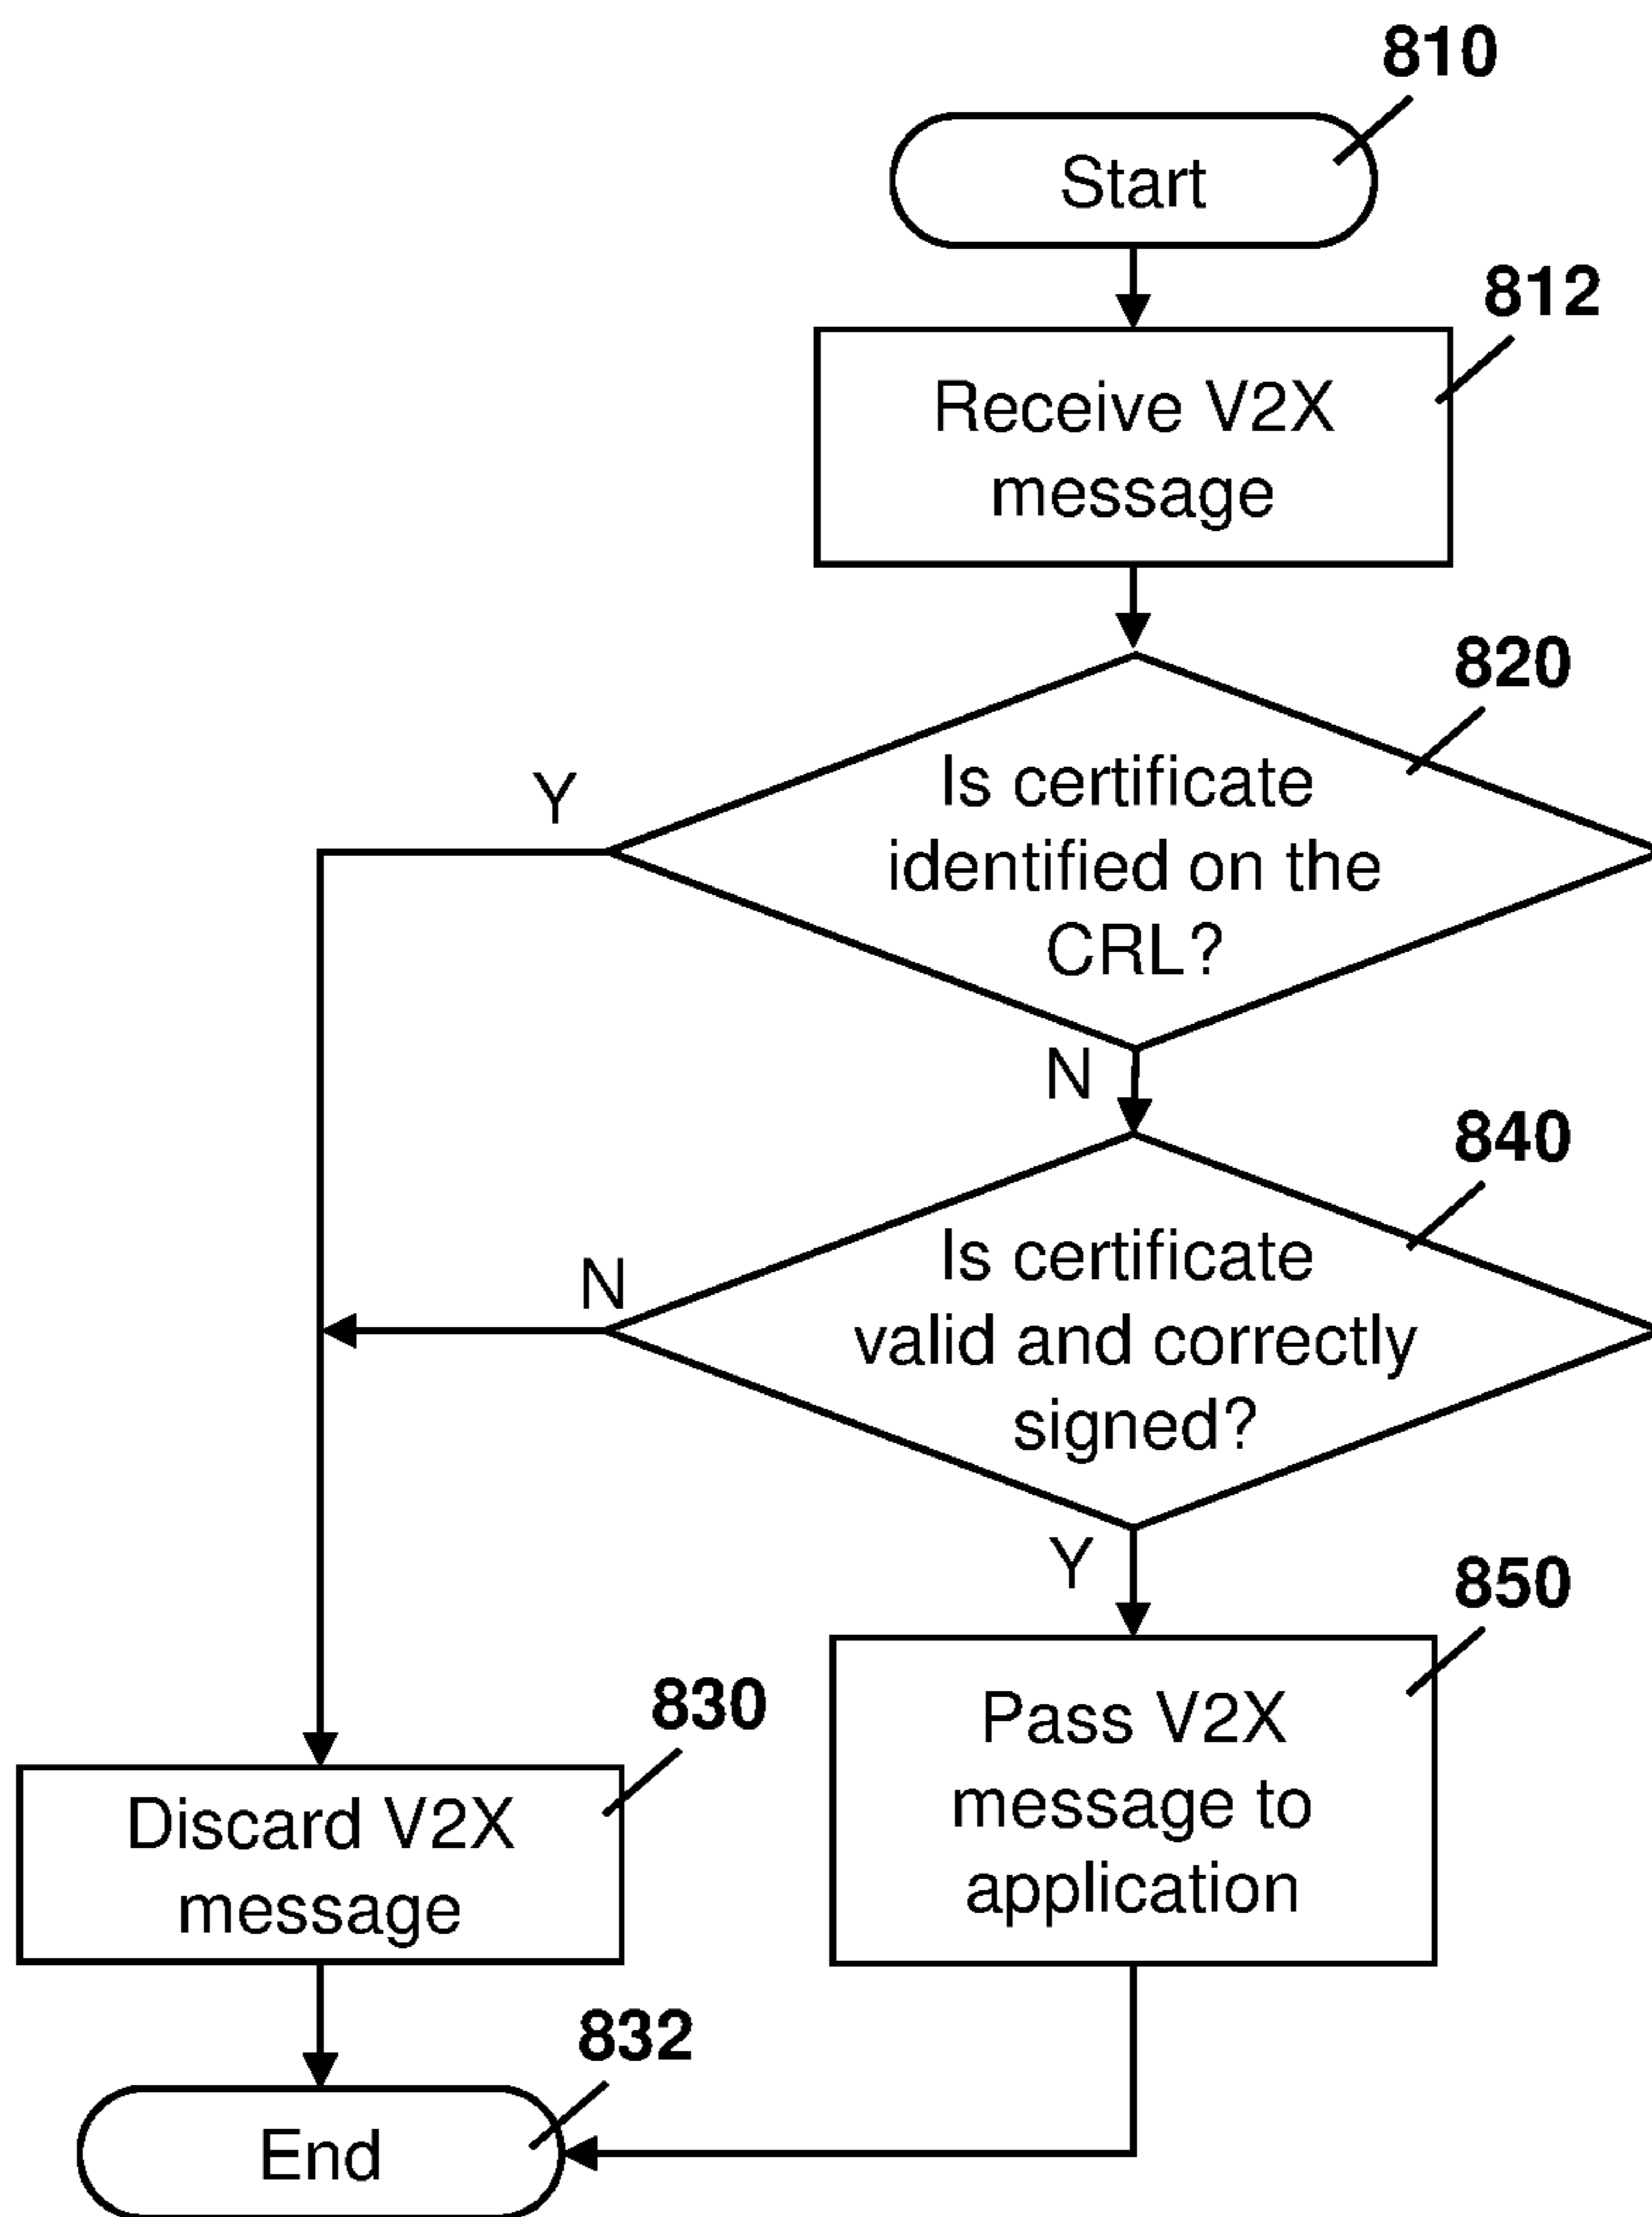 810
Start
812
Receive V2X
message
820
Is certificate
identified on the
CRL?
Y
N
840
Is certificate
valid and correctly
signed?
N
Y
850
Pass V2X
message to
application
830
Discard V2X
message
832
End